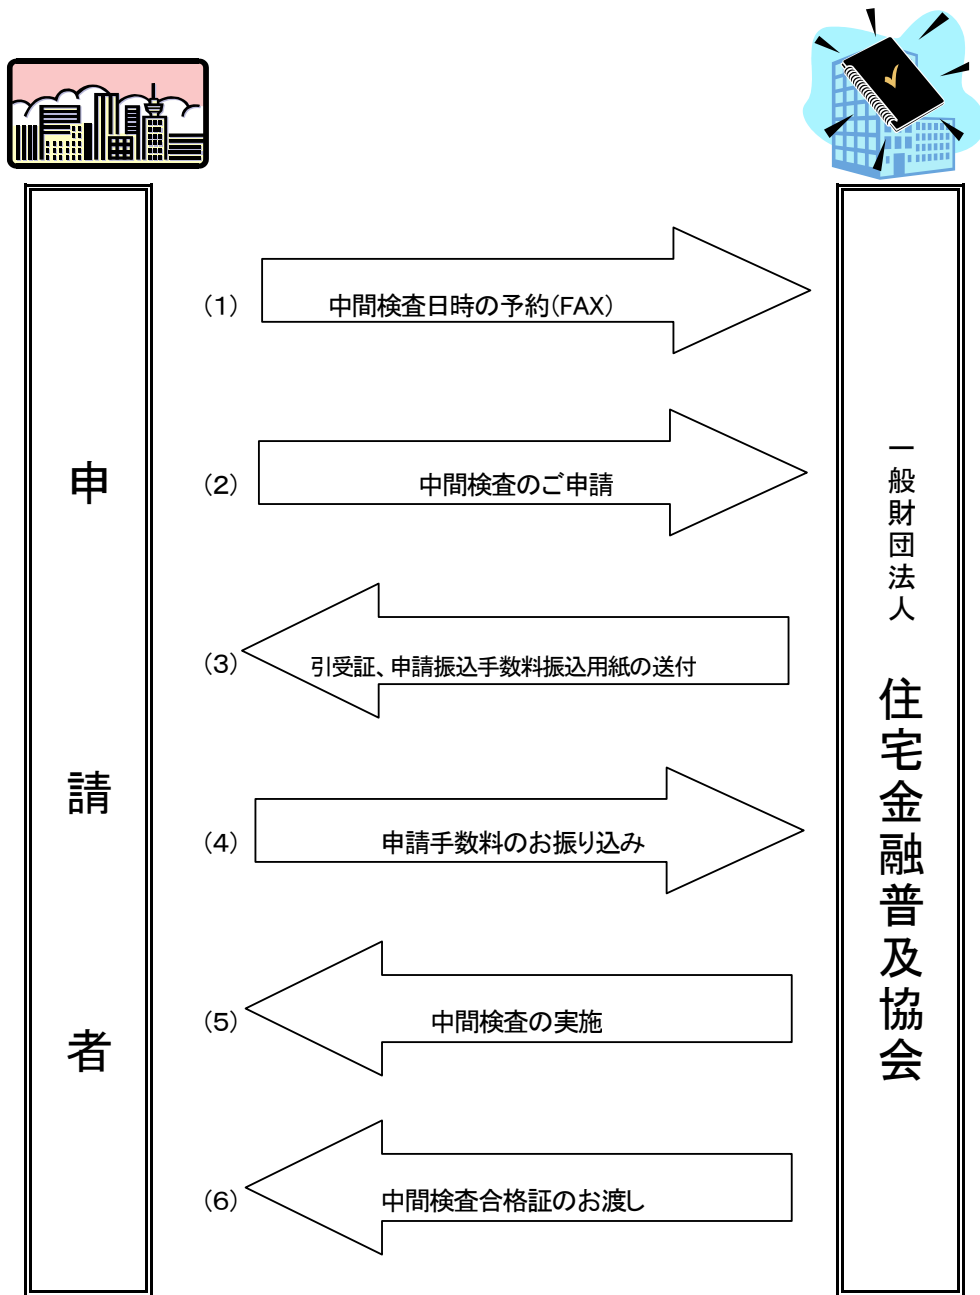 申請者
(1) 中間検査日時の予約(FAX)
(2) 中間検査のご申請
(3) 引受証、申請振込手数料振込用紙の送付
(4) 申請手数料のお振り込み
(5) 中間検査の実施
(6) 中間検査合格証のお渡し
一般財団法人 住宅金融普及協会